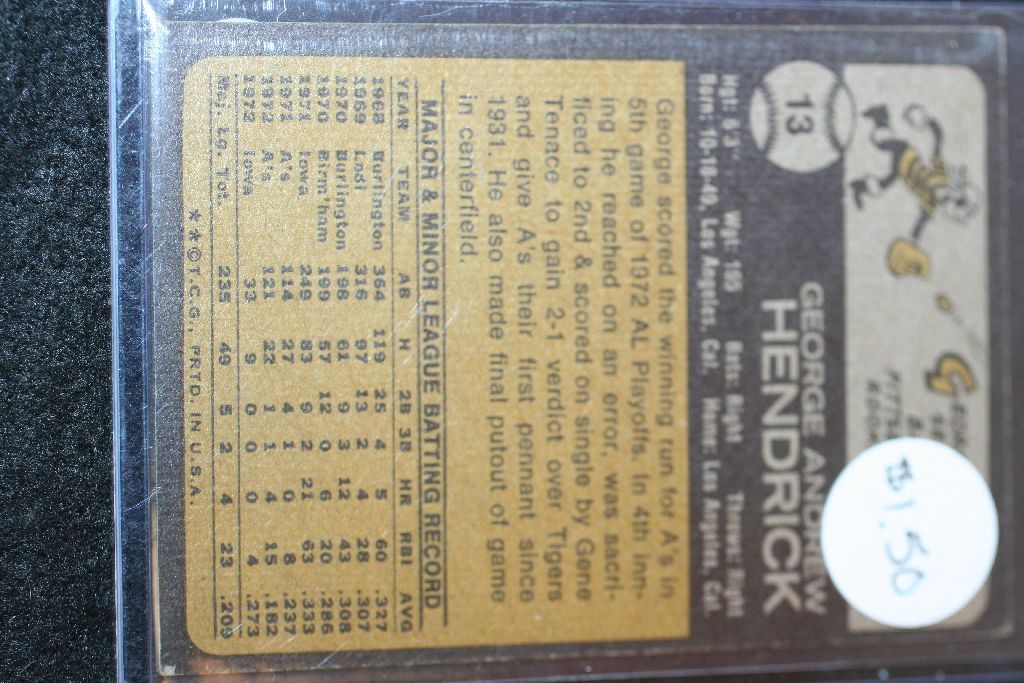 13
GEORGE ANDREW
HENDRICK
Hgt: 6'3" Wgt: 195 Bats: Right Throws: Right
Born: 10-18-49, Los Angeles, Cal. Home: Los Angeles, Cal.
$1.50
George scored the winning run for A's in
5th game of 1972 AL Playoffs. In 4th inn-
ing he reached on an error, was sacri-
ficed to 2nd & scored on single by Gene
Tenace to gain 2-1 verdict over Tigers
and give A's their first pennant since
1931. He also made final putout of game
in centerfield.
MAJOR & MINOR LEAGUE BATTING RECORD
YEAR TEAM AB H 2B 3B HR RBI AVG
1968 Burlington 364 119 25 4 5 60 .327
1969 Lodi 316 97 13 2 4 28 .307
1970 Burlington 198 61 9 3 12 43 .308
1970 Birm'ham 199 57 12 0 6 20 .286
1971 Iowa 249 83 9 2 21 63 .333
1971 A's 114 27 4 1 0 8 .237
1972 A's 121 22 1 1 4 15 .182
1972 Iowa 33 9 0 0 0 4 .273
Maj. Lg. Tot. 235 49 5 2 4 23 .209
**©T.C.G., PRTD. IN U.S.A.